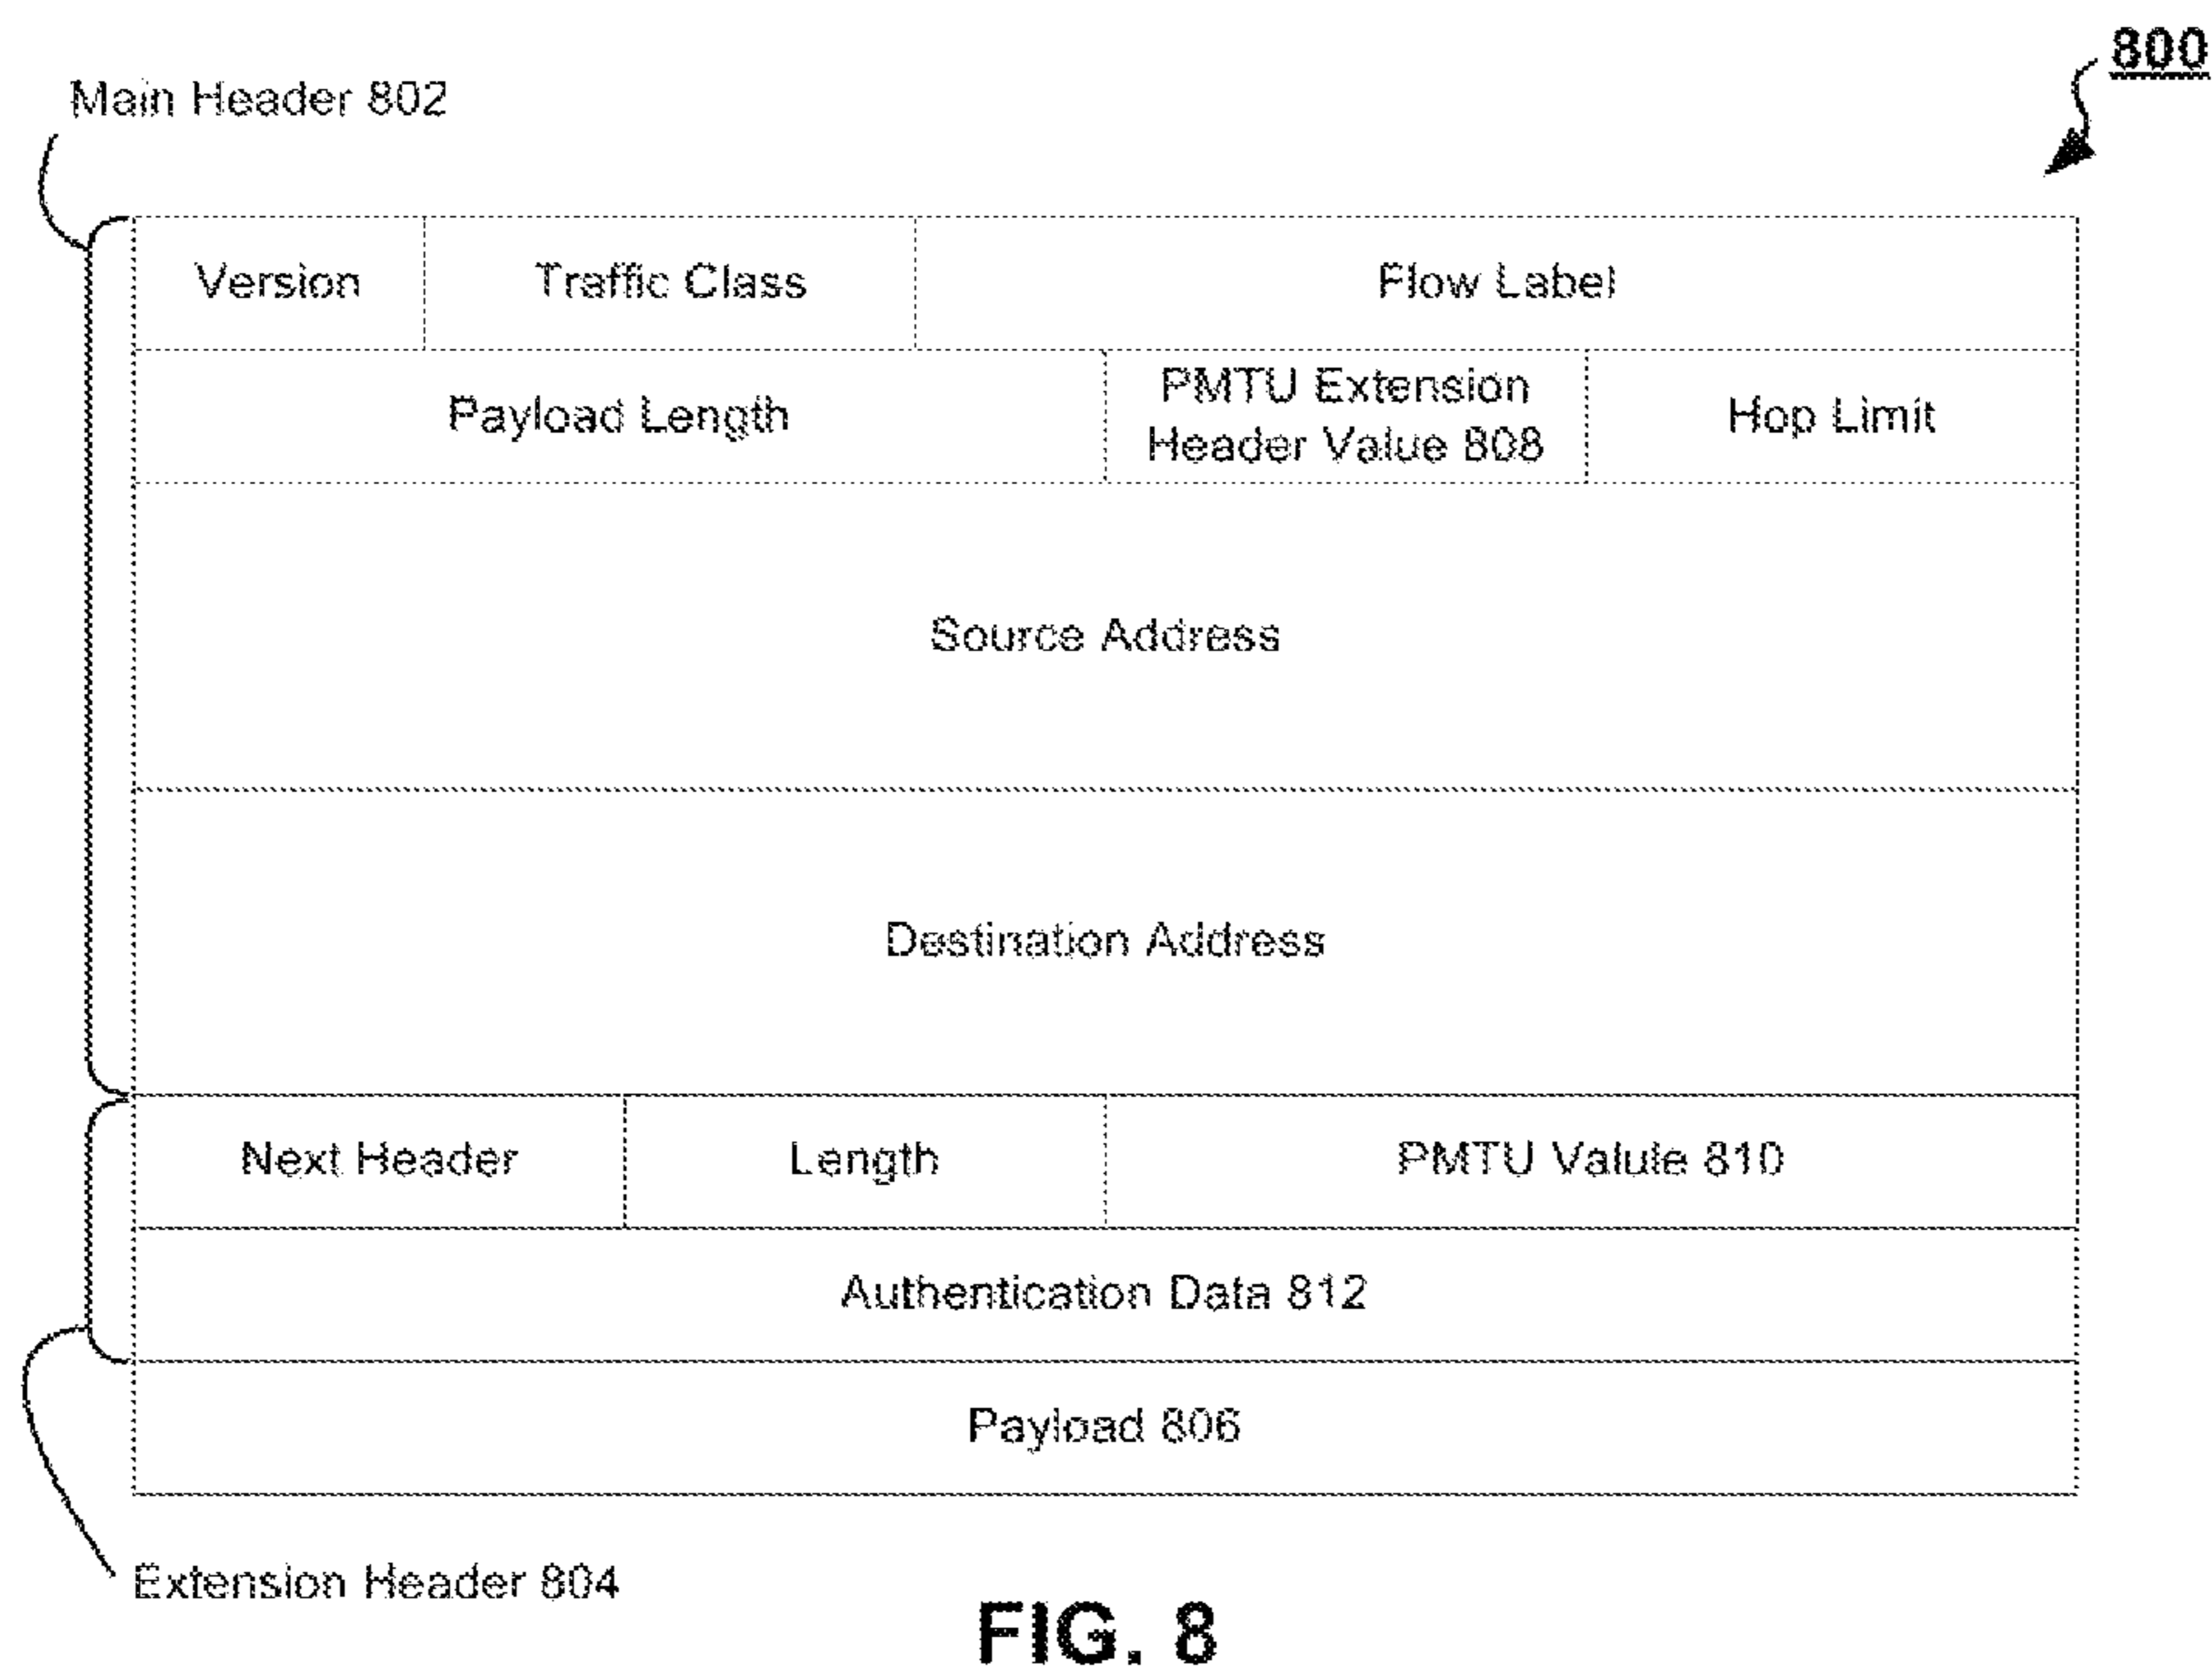 800
Main Header 802
Version
Traffic Class
Flow Label
Payload Length
PMTU Extension
Header Value 808
Hop Limit
Source Address
Destination Address
Next Header
Length
PMTU Valule 810
Authentication Data 812
Payload 806
Extension Header 804
FIG. 8